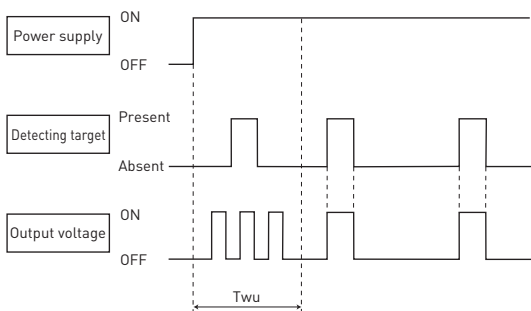 Power supply
ON
OFF
Detecting target
Present
Absent
Output voltage
ON
OFF
Twu